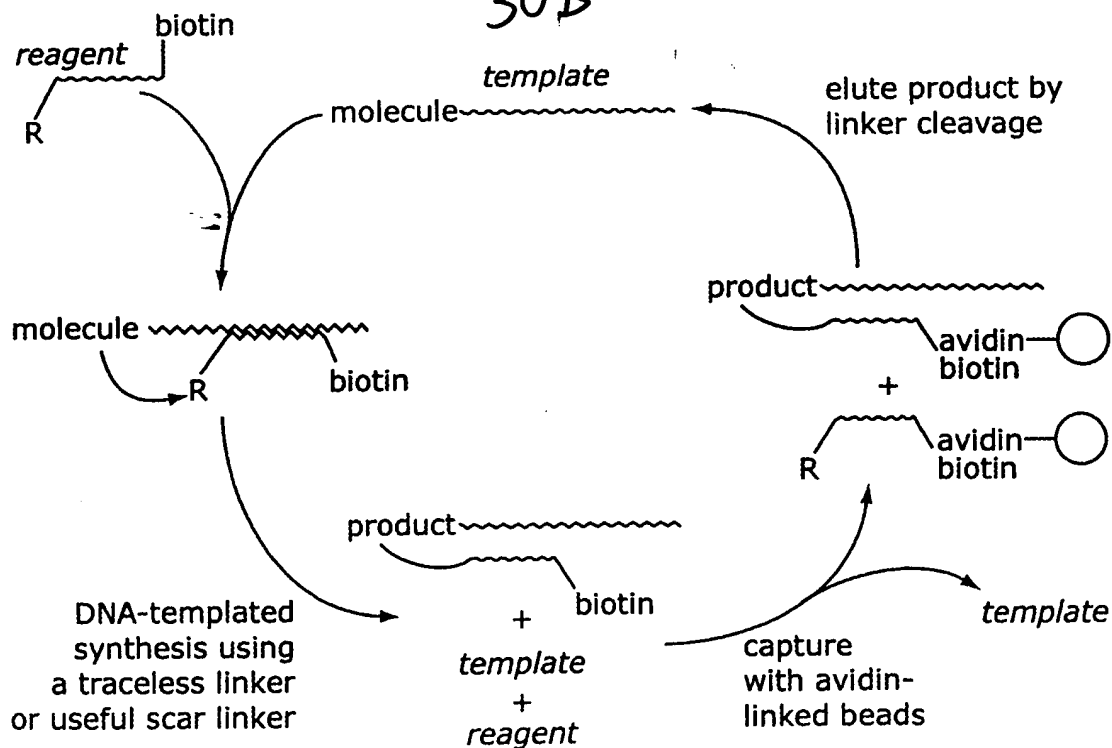 30B
biotin
reagent
R
template
molecule
elute product by
linker cleavage
molecule
R
biotin
product
avidin
biotin
+
R
avidin
biotin
product
biotin
+
template
+
reagent
DNA-templated
synthesis using
a traceless linker
or useful scar linker
capture
with avidin-
linked beads
template